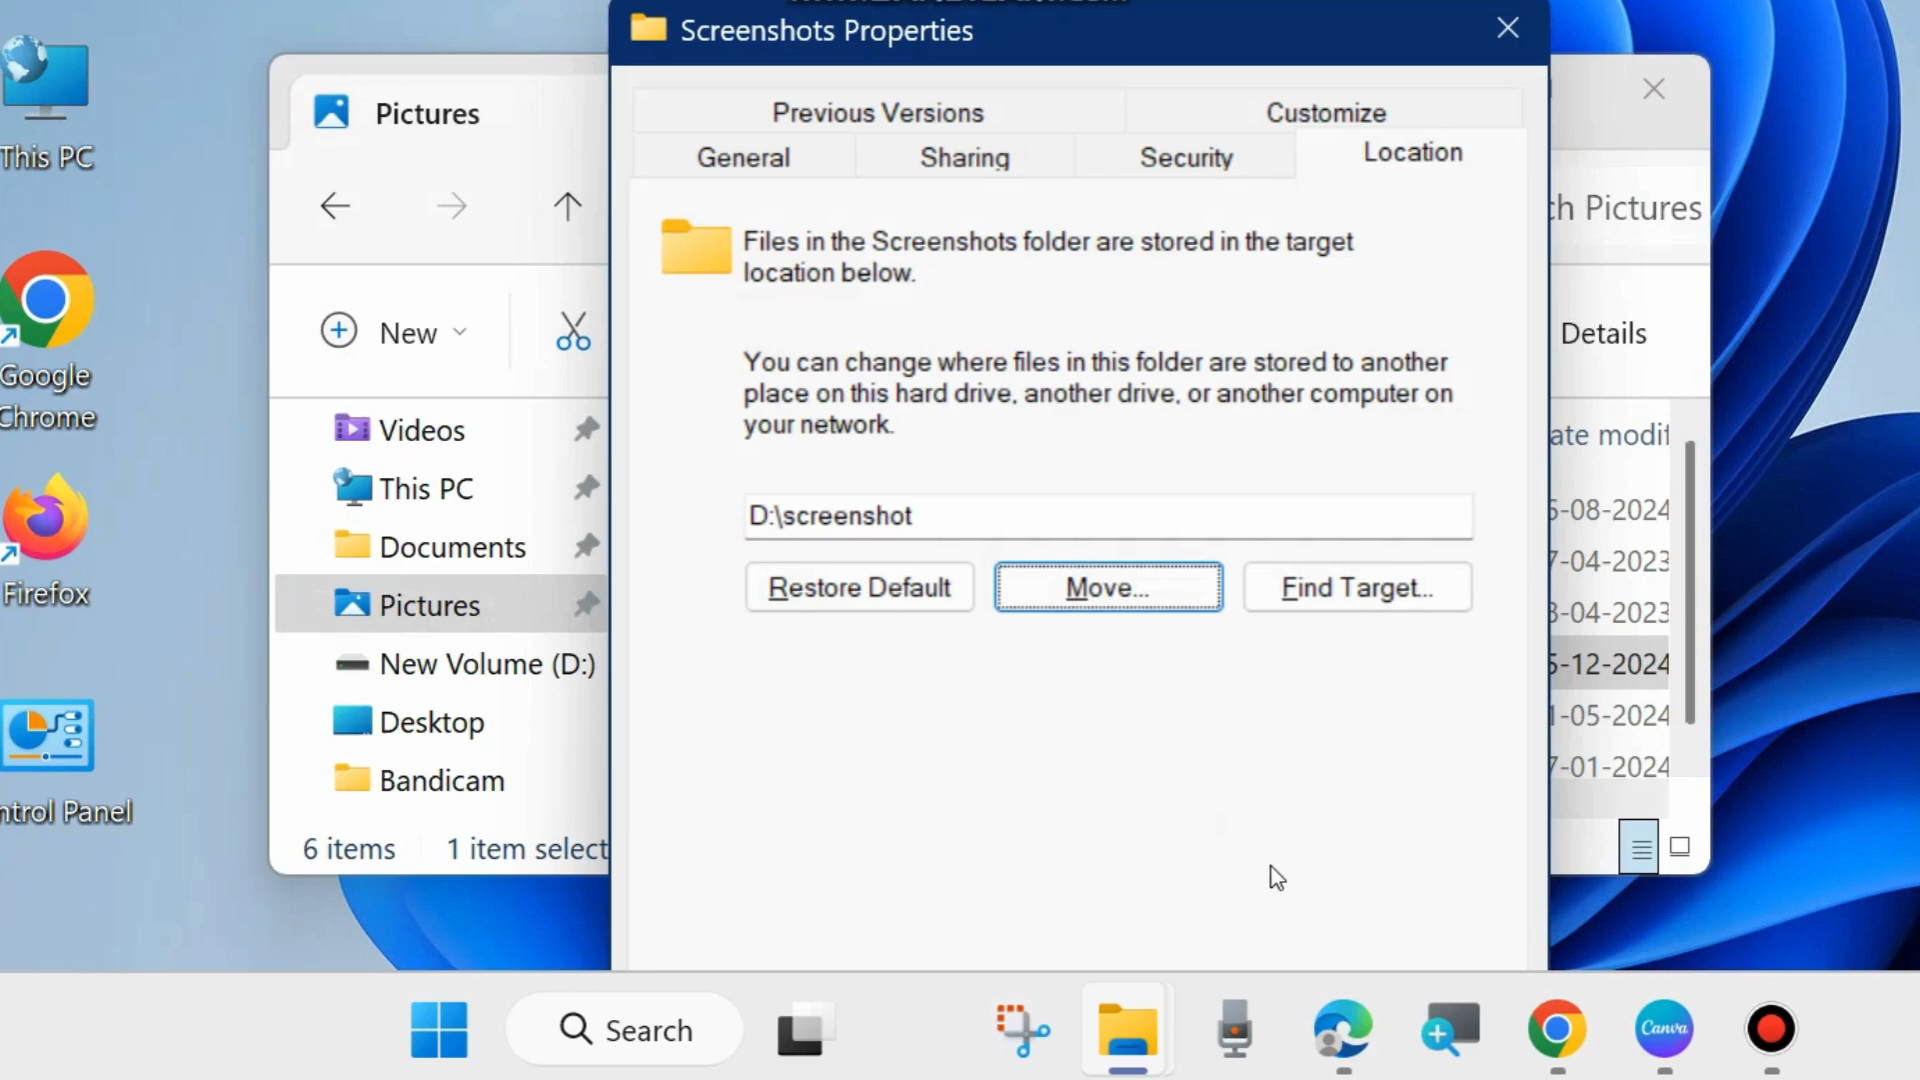 Screenshots Properties
Previous Versions
Customize
General
Sharing
Security
Location
Files in the Screenshots folder are stored in the target
location below.
You can change where files in this folder are stored to another
place on this hard drive, another drive, or another computer on
your network.
D:\screenshot
Restore Default
Move...
Find Target...
This PC
Google
Chrome
Firefox
ntrol Panel
Pictures
New
Videos
This PC
Documents
Pictures
New Volume (D:)
Desktop
Bandicam
6 items
1 item select
ch Pictures
Details
ate modif
6-08-2024
7-04-2023
3-04-2023
5-12-2024
1-05-2024
7-01-2024
Search
Canva